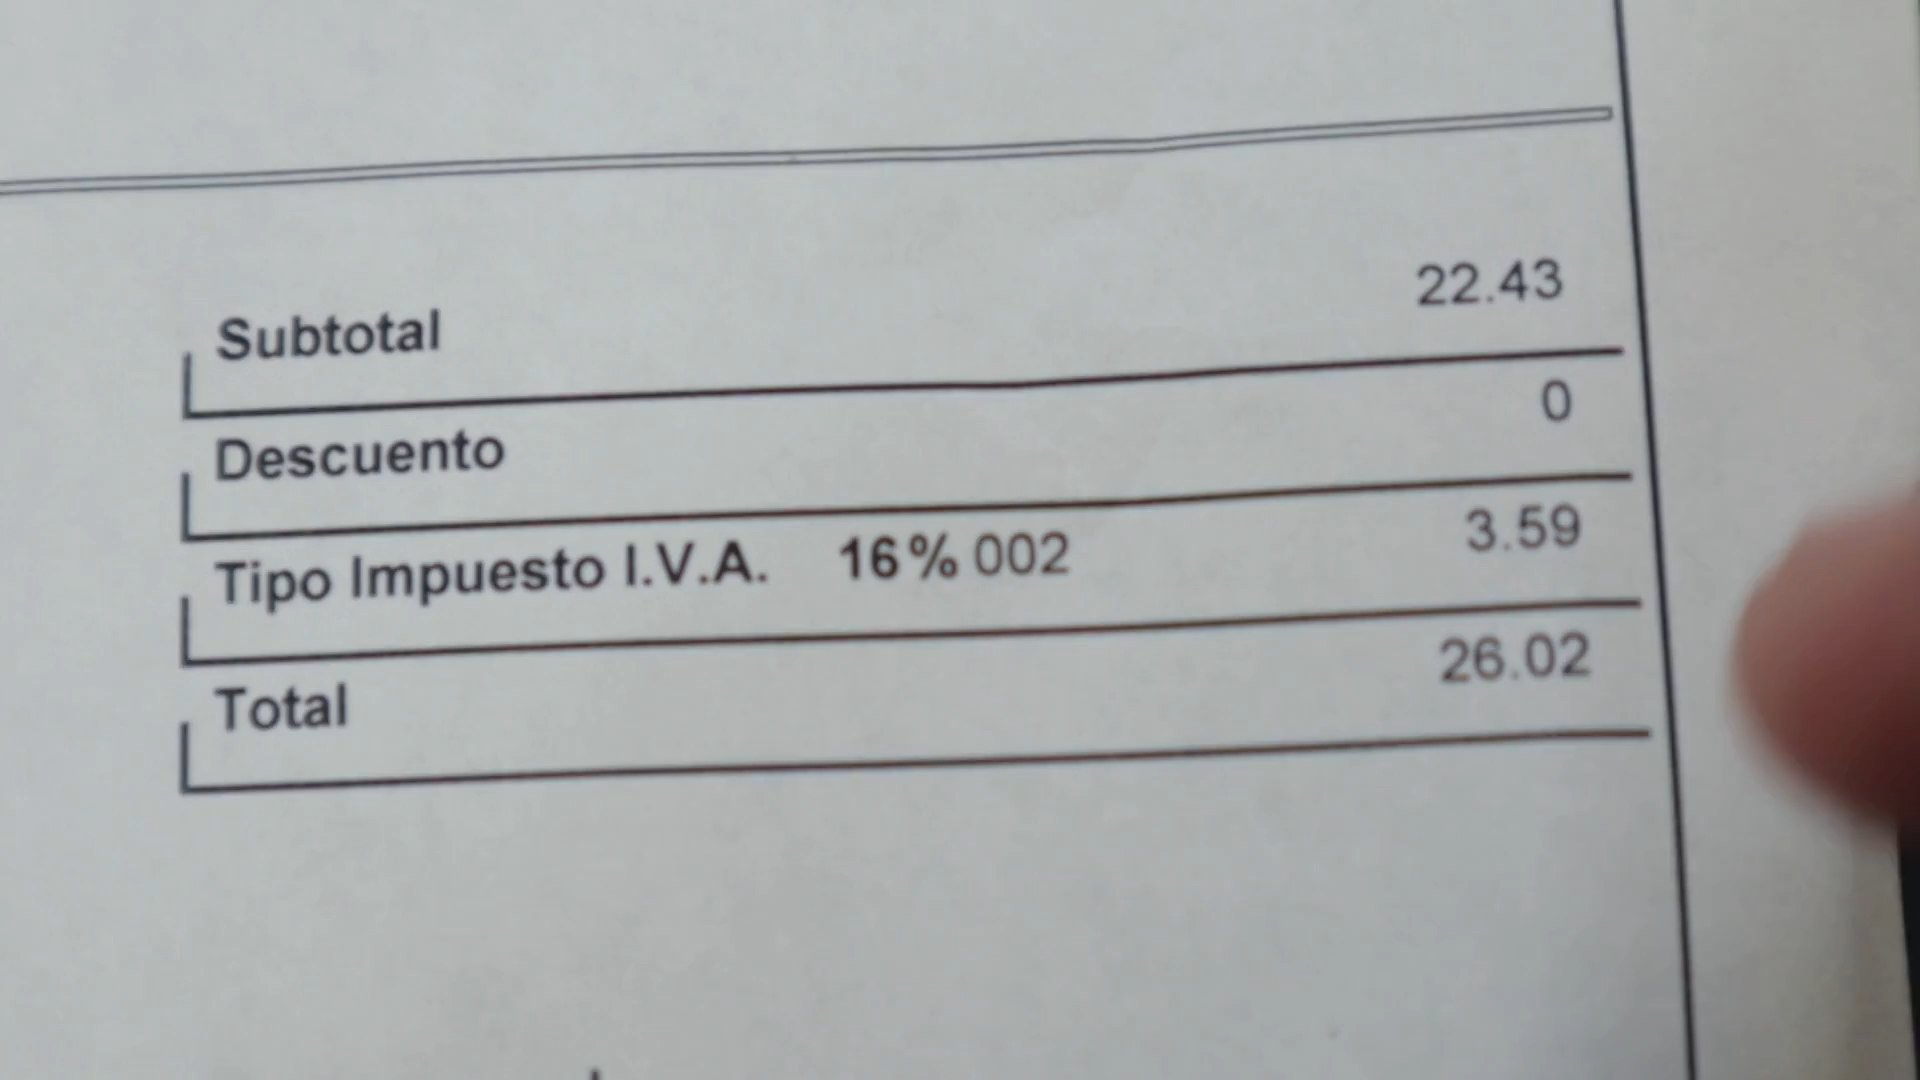 Subtotal 22.43
Descuento 0
Tipo Impuesto I.V.A. 16% 002 3.59
Total 26.02